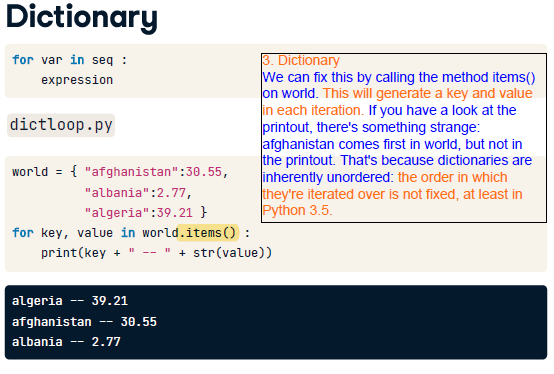 Dictionary
for var in seq :
    expression
3. Dictionary
We can fix this by calling the method items()
on world. This will generate a key and value
in each iteration. If you have a look at the
printout, there's something strange:
afghanistan comes first in world, but not in
the printout. That's because dictionaries are
inherently unordered: the order in which
they're iterated over is not fixed, at least in
Python 3.5.
dictloop.py
world = { "afghanistan":30.55,
          "albania":2.77,
          "algeria":39.21 }
for key, value in world.items() :
    print(key + " -- " + str(value))
algeria -- 39.21
afghanistan -- 30.55
albania -- 2.77